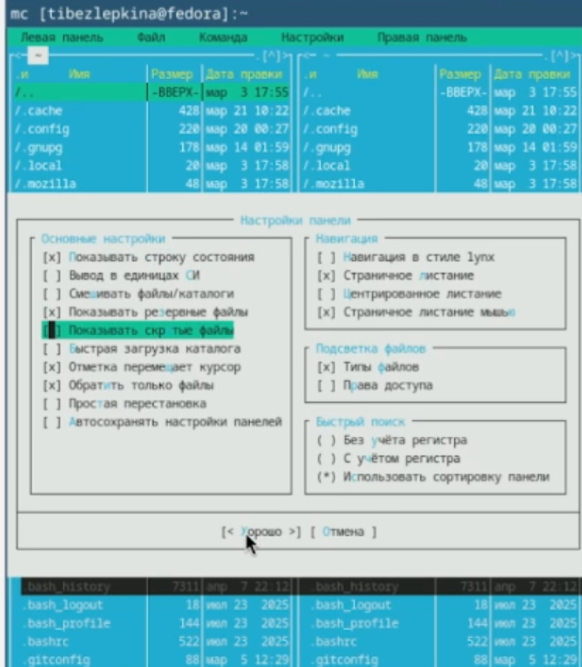 mc [tibezlepkina@fedora]:~
Левая панель Файл Команда Настройки Правая панель
<─ ~ ─.[^]> <─ ~ ─.[^]>
.и Имя Размер Дата правки .и Имя Размер Дата правки
/.. -ВВЕРХ- мар 3 17:55 /.. -ВВЕРХ- мар 3 17:55
/.cache 428 мар 21 10:22 /.cache 428 мар 21 10:22
/.config 220 мар 20 00:27 /.config 220 мар 20 00:27
/.gnupg 178 мар 14 01:59 /.gnupg 178 мар 14 01:59
/.local 20 мар 3 17:58 /.local 20 мар 3 17:58
/.mozilla 48 мар 3 17:58 /.mozilla 48 мар 3 17:58
Настройки панели
Основные настройки
[x] Показывать строку состояния
[ ] Вывод в единицах СИ
[ ] Смешивать файлы/каталоги
[x] Показывать резервные файлы
[ ] Показывать скр тые файлы
[ ] Быстрая загрузка каталога
[x] Отметка перемещает курсор
[x] Обратить только файлы
[ ] Простая перестановка
[ ] Автосохранять настройки панелей
Навигация
[ ] Навигация в стиле lynx
[x] Страничное листание
[ ] Центрированное листание
[x] Страничное листание мышью
Подсветка файлов
[x] Типы файлов
[ ] Права доступа
Быстрый поиск
( ) Без учёта регистра
( ) С учётом регистра
(*) Использовать сортировку панели
[< Хорошо >] [ Отмена ]
.bash_history 7311 апр 7 22:12 .bash_history 7311 апр 7 22:12
.bash_logout 18 июл 23 2025 .bash_logout 18 июл 23 2025
.bash_profile 144 июл 23 2025 .bash_profile 144 июл 23 2025
.bashrc 522 июл 23 2025 .bashrc 522 июл 23 2025
.gitconfig 88 мар 5 12:29 .gitconfig 88 мар 5 12:29